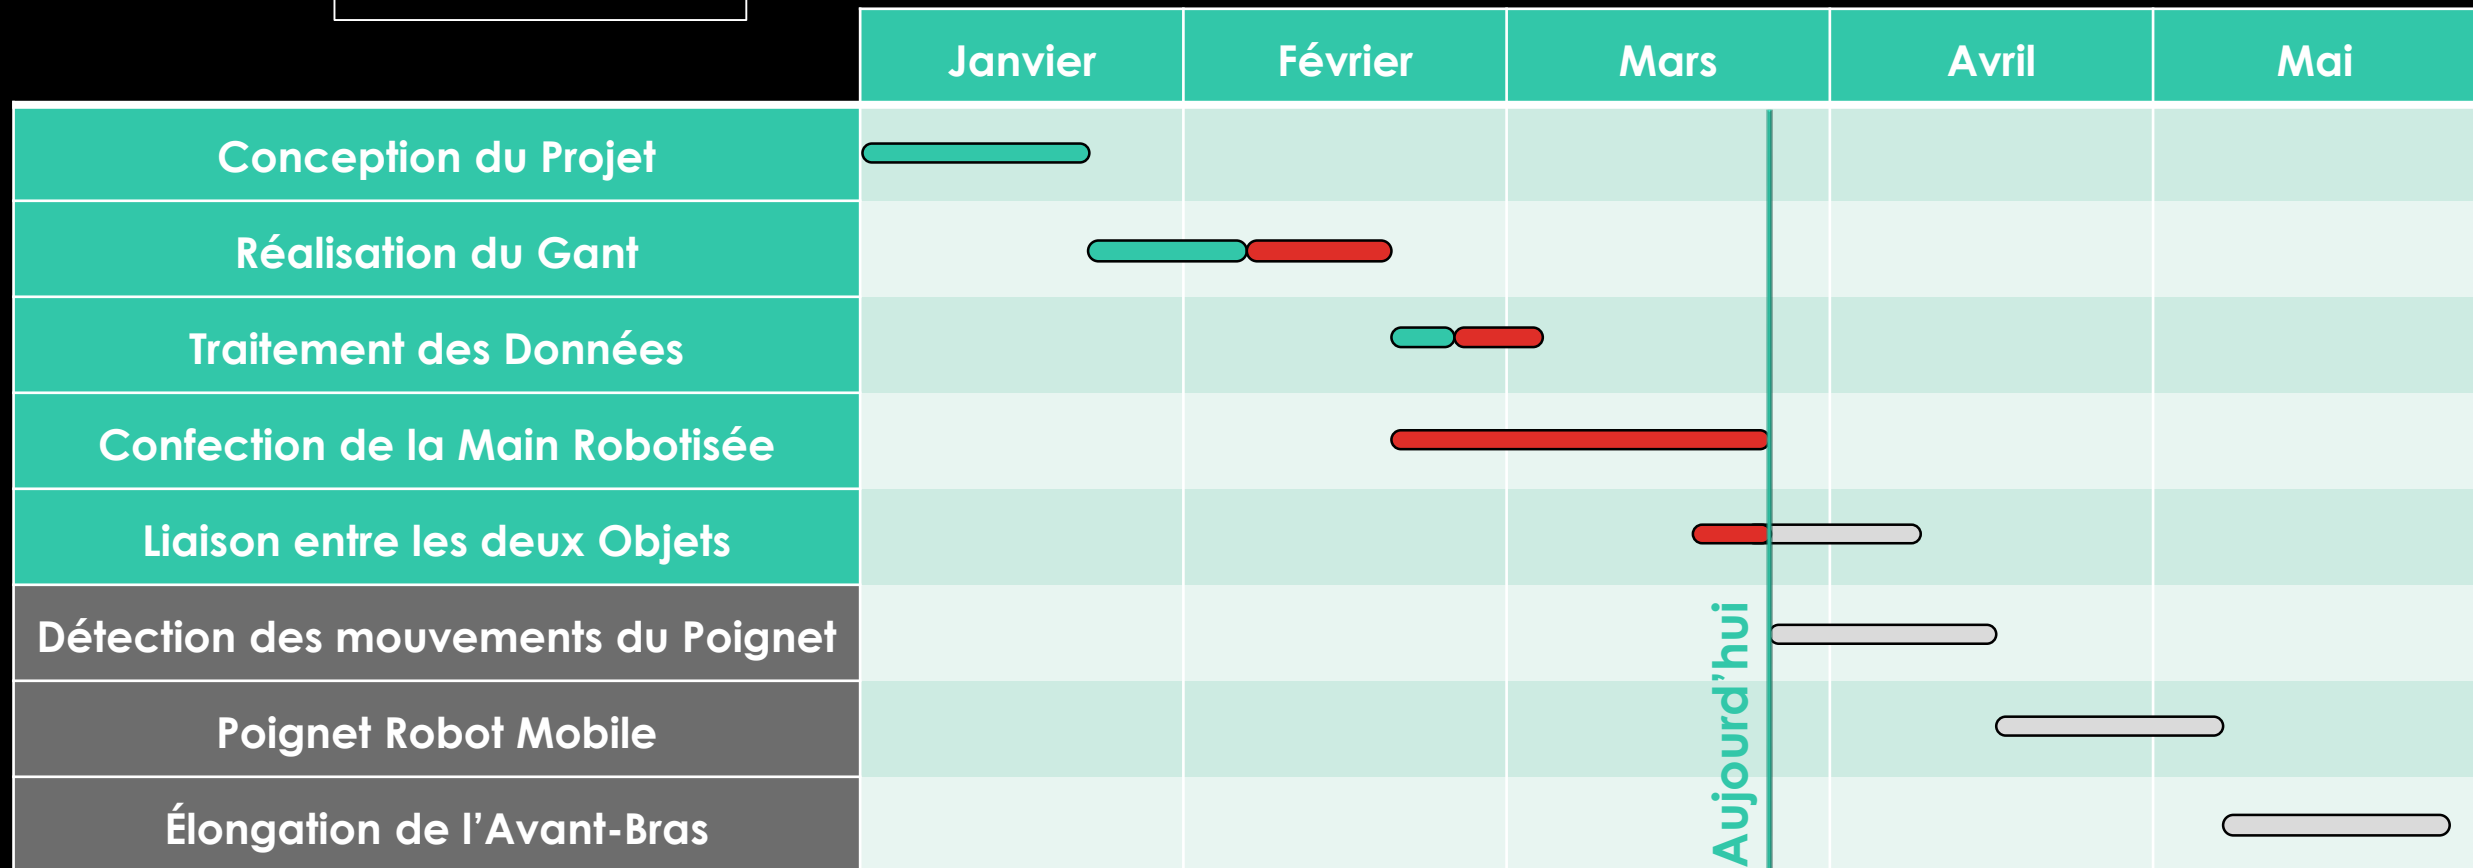 Janvier
Février
Mars
Avril
Mai
Conception du Projet
Réalisation du Gant
Traitement des Données
Confection de la Main Robotisée
Liaison entre les deux Objets
Détection des mouvements du Poignet
Poignet Robot Mobile
Élongation de l’Avant-Bras
Aujourd’hui